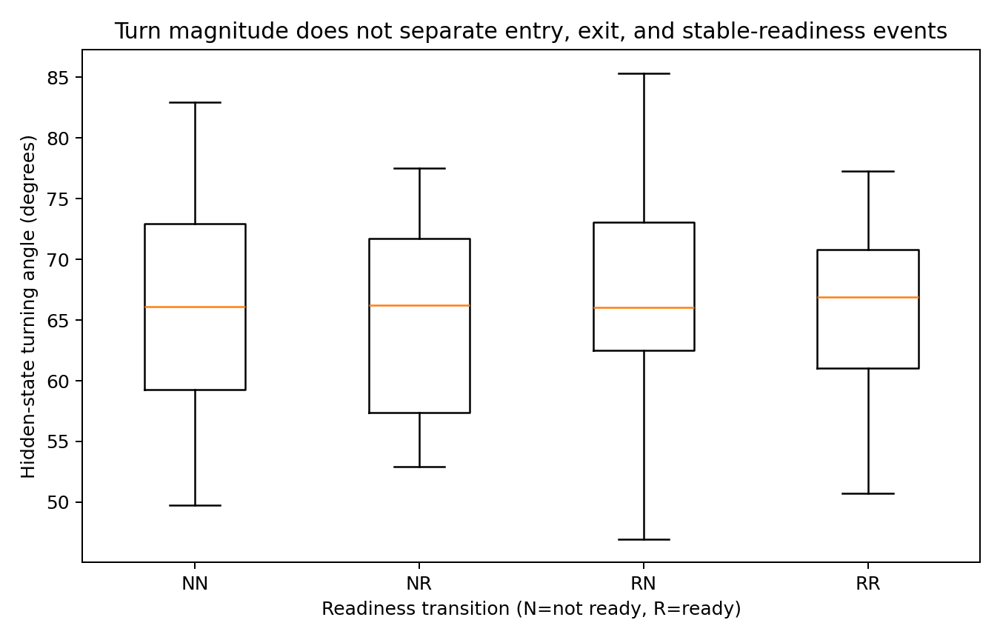 Turn magnitude does not separate entry, exit, and stable-readiness events
Hidden-state turning angle (degrees)
85
80
75
70
65
60
55
50
NN
NR
RN
RR
Readiness transition (N=not ready, R=ready)